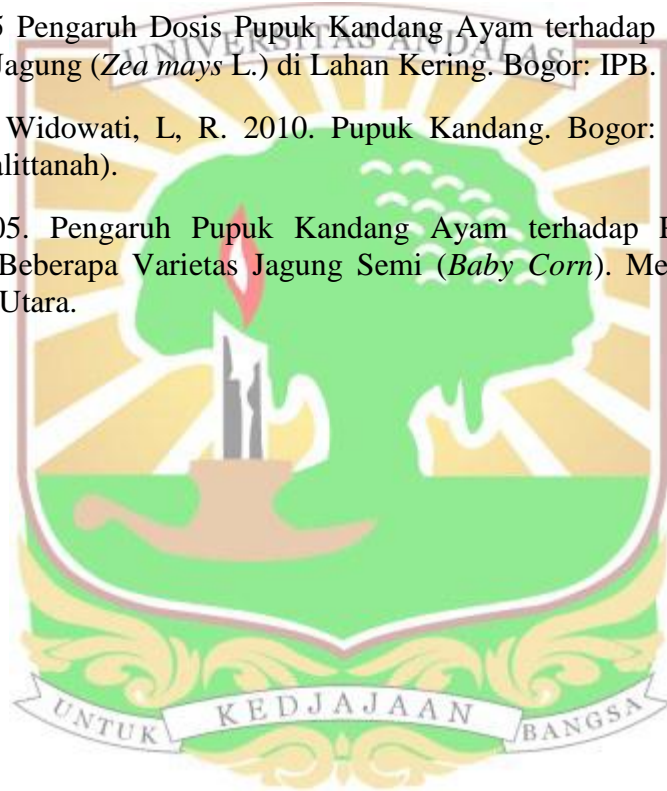 5 Pengaruh Dosis Pupuk Kandang Ayam terhadap
Jagung (Zea mays L.) di Lahan Kering. Bogor: IPB.
Widowati, L, R. 2010. Pupuk Kandang. Bogor:
alittanah).
05. Pengaruh Pupuk Kandang Ayam terhadap
Beberapa Varietas Jagung Semi (Baby Corn). Me
Utara.
UNIVERSITAS ANDALAS
UNTUK KEDJAJAAN BANGSA